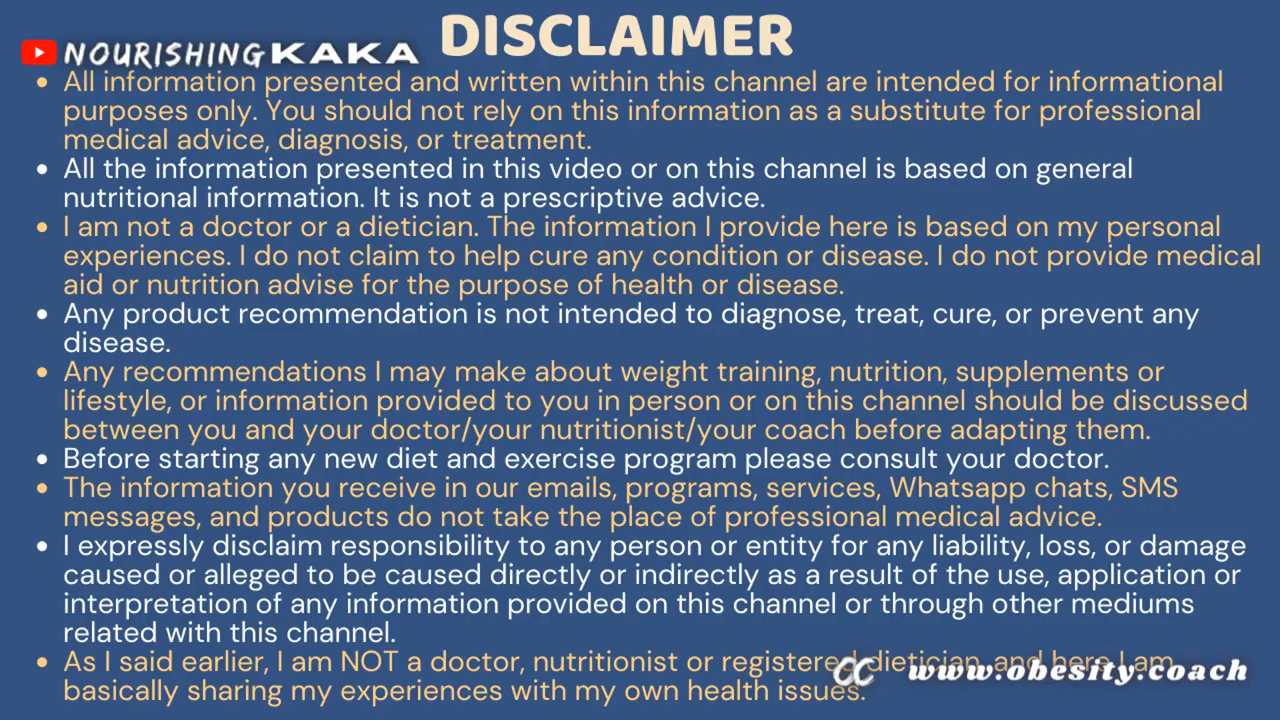 DISCLAIMER
NOURISHING KAKA
• All information presented and written within this channel are intended for informational
purposes only. You should not rely on this information as a substitute for professional
medical advice, diagnosis, or treatment.
• All the information presented in this video or on this channel is based on general
nutritional information. It is not a prescriptive advice.
• I am not a doctor or a dietician. The information I provide here is based on my personal
experiences. I do not claim to help cure any condition or disease. I do not provide medical
aid or nutrition advise for the purpose of health or disease.
• Any product recommendation is not intended to diagnose, treat, cure, or prevent any
disease.
• Any recommendations I may make about weight training, nutrition, supplements or
lifestyle, or information provided to you in person or on this channel should be discussed
between you and your doctor/your nutritionist/your coach before adapting them.
• Before starting any new diet and exercise program please consult your doctor.
• The information you receive in our emails, programs, services, Whatsapp chats, SMS
messages, and products do not take the place of professional medical advice.
• I expressly disclaim responsibility to any person or entity for any liability, loss, or damage
caused or alleged to be caused directly or indirectly as a result of the use, application or
interpretation of any information provided on this channel or through other mediums
related with this channel.
• As I said earlier, I am NOT a doctor, nutritionist or registered dietician, and here I am
basically sharing my experiences with my own health issues.
OC www.obesity.coach